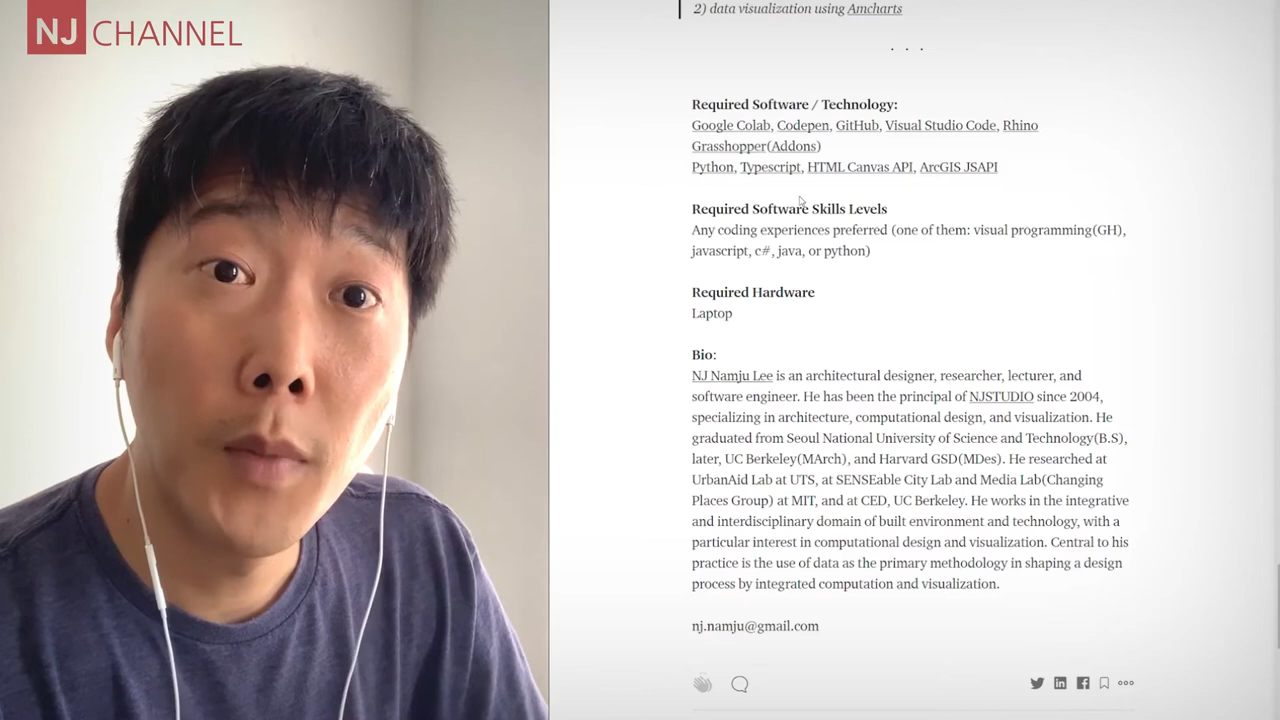 NJ CHANNEL
2) data visualization using Amcharts
. . .
Required Software / Technology:
Google Colab, Codepen, GitHub, Visual Studio Code, Rhino
Grasshopper(Addons)
Python, Typescript, HTML Canvas API, ArcGIS JSAPI
Required Software Skills Levels
Any coding experiences preferred (one of them: visual programming(GH),
javascript, c#, java, or python)
Required Hardware
Laptop
Bio:
NJ Namju Lee is an architectural designer, researcher, lecturer, and
software engineer. He has been the principal of NJSTUDIO since 2004,
specializing in architecture, computational design, and visualization. He
graduated from Seoul National University of Science and Technology(B.S),
later, UC Berkeley(MArch), and Harvard GSD(MDes). He researched at
UrbanAid Lab at UTS, at SENSEable City Lab and Media Lab(Changing
Places Group) at MIT, and at CED, UC Berkeley. He works in the integrative
and interdisciplinary domain of built environment and technology, with a
particular interest in computational design and visualization. Central to his
practice is the use of data as the primary methodology in shaping a design
process by integrated computation and visualization.
nj.namju@gmail.com